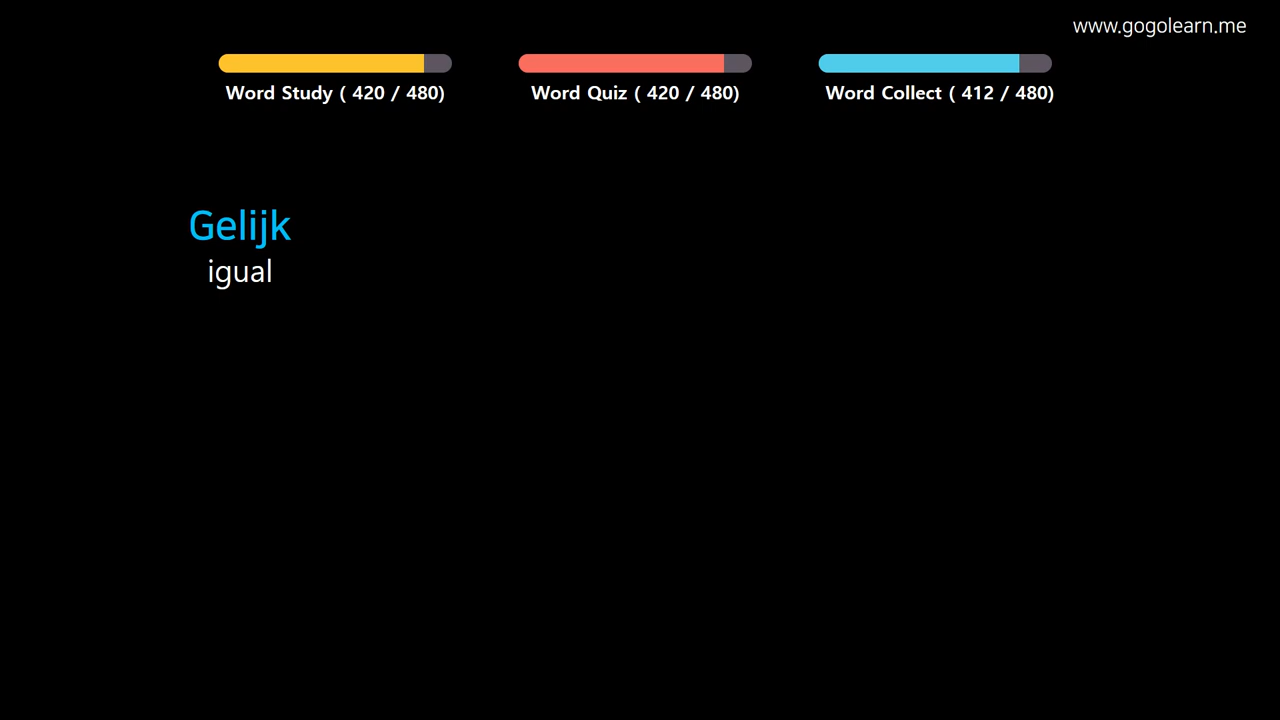 www.gogolearn.me
Word Study ( 420 / 480)
Word Quiz ( 420 / 480)
Word Collect ( 412 / 480)
Gelijk
igual